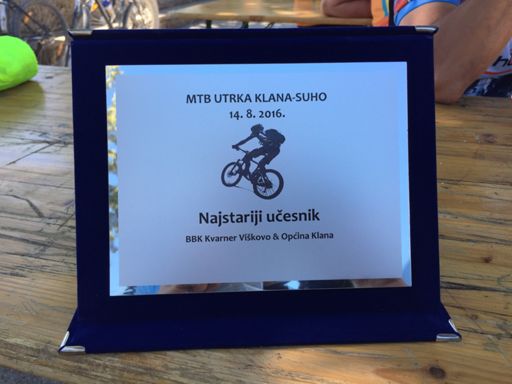 MTB UTRKA KLANA-SUHO
14. 8. 2016.
Najstariji učesnik
BBK Kvarner Viškovo & Općina Klana